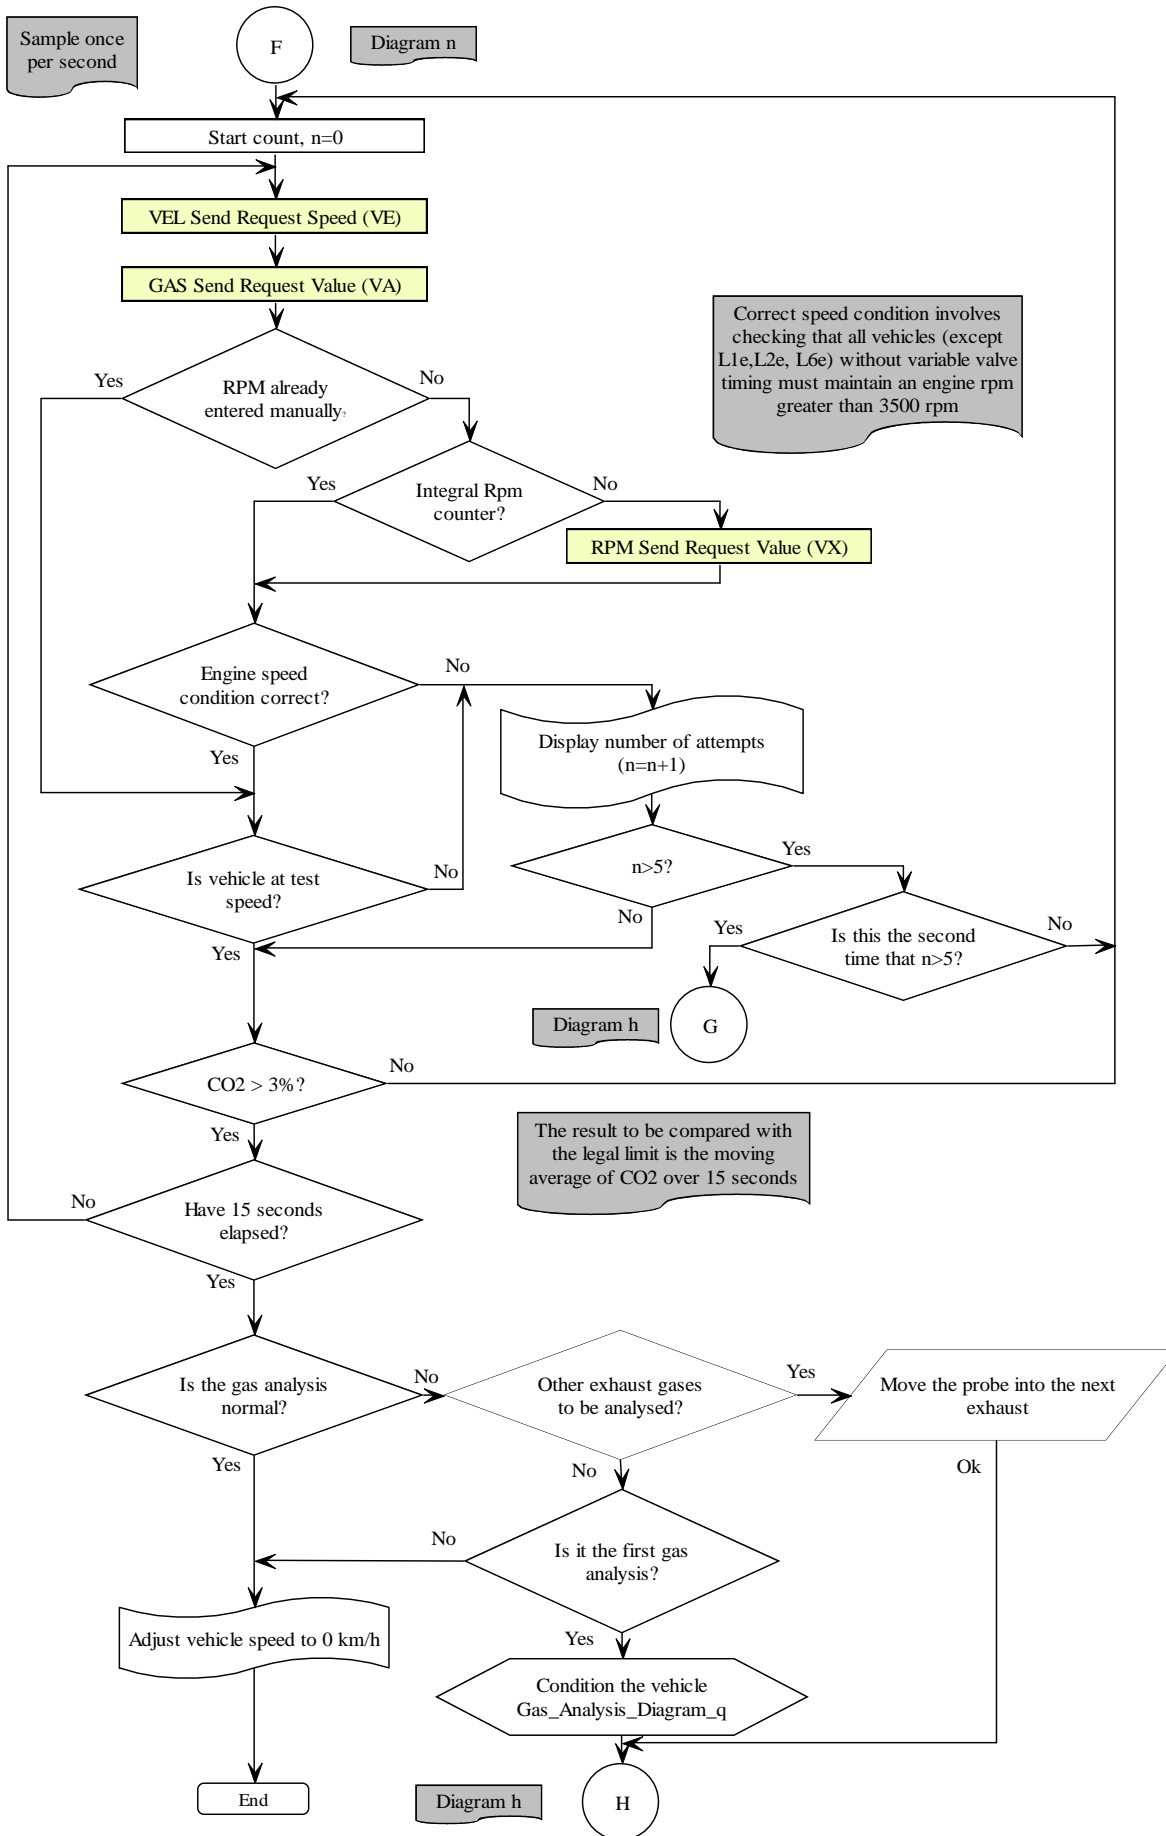 Sample once
per second
F
Diagram n
Start count, n=0
VEL Send Request Speed (VE)
GAS Send Request Value (VA)
Correct speed condition involves
checking that all vehicles (except
L1e,L2e, L6e) without variable valve
timing must maintain an engine rpm
greater than 3500 rpm
Yes
RPM already
entered manually?
No
Yes
Integral Rpm
counter?
No
RPM Send Request Value (VX)
Engine speed
condition correct?
No
Yes
Display number of attempts
(n=n+1)
Is vehicle at test
speed?
No
Yes
n>5?
Yes
No
Yes
Is this the second
time that n>5?
No
Diagram h
G
CO2 > 3%?
No
Yes
The result to be compared with
the legal limit is the moving
average of CO2 over 15 seconds
No
Have 15 seconds
elapsed?
Yes
Is the gas analysis
normal?
No
Other exhaust gases
to be analysed?
Yes
Move the probe into the next
exhaust
Yes
No
Ok
No
Is it the first gas
analysis?
Adjust vehicle speed to 0 km/h
Yes
Condition the vehicle
Gas_Analysis_Diagram_q
End
Diagram h
H